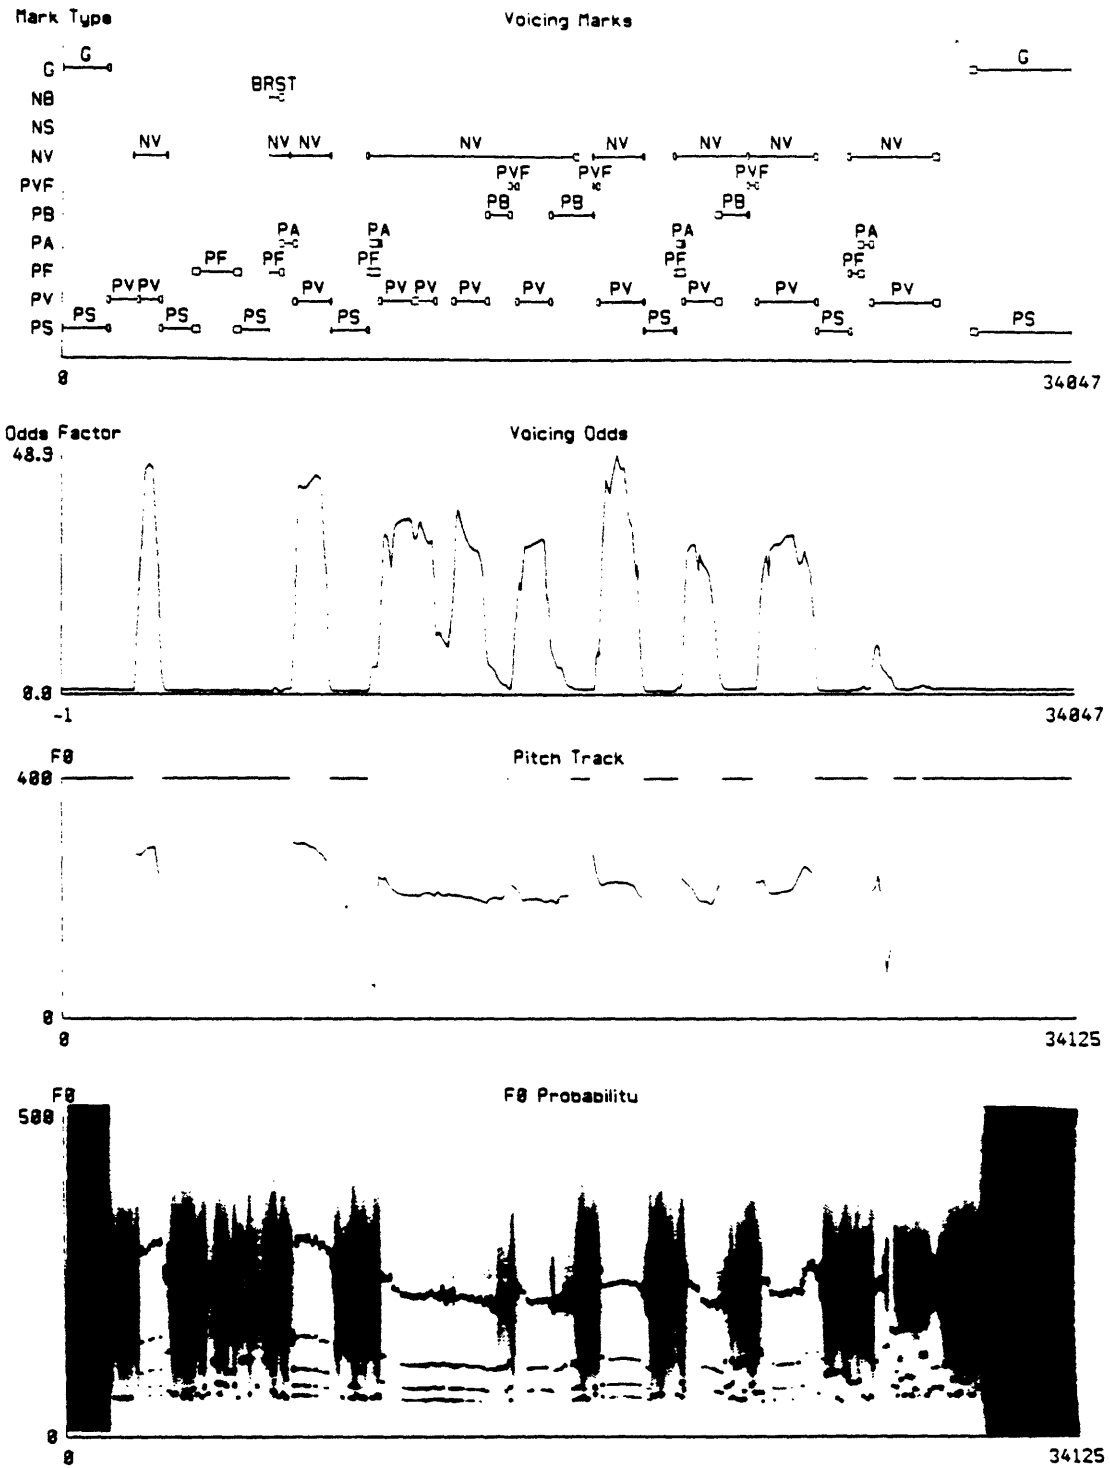 Mark Type Voicing Marks
G G G
NB BRST
NS
NV NV NV NV NV NV NV NV NV
PVF PVF PVF PVF
PB PB PB PB
PA PA PA PA PA
PF PF PF PF PF PF
PV PV PV PV PV PV PV PV PV PV PV PV
PS PS PS PS PS PS PS PS
0 34047
Odds Factor Voicing Odds
48.3
0.0
-1 34047
F0 Pitch Track
400
0
0 34125
F0 F0 Probability
500
0
0 34125